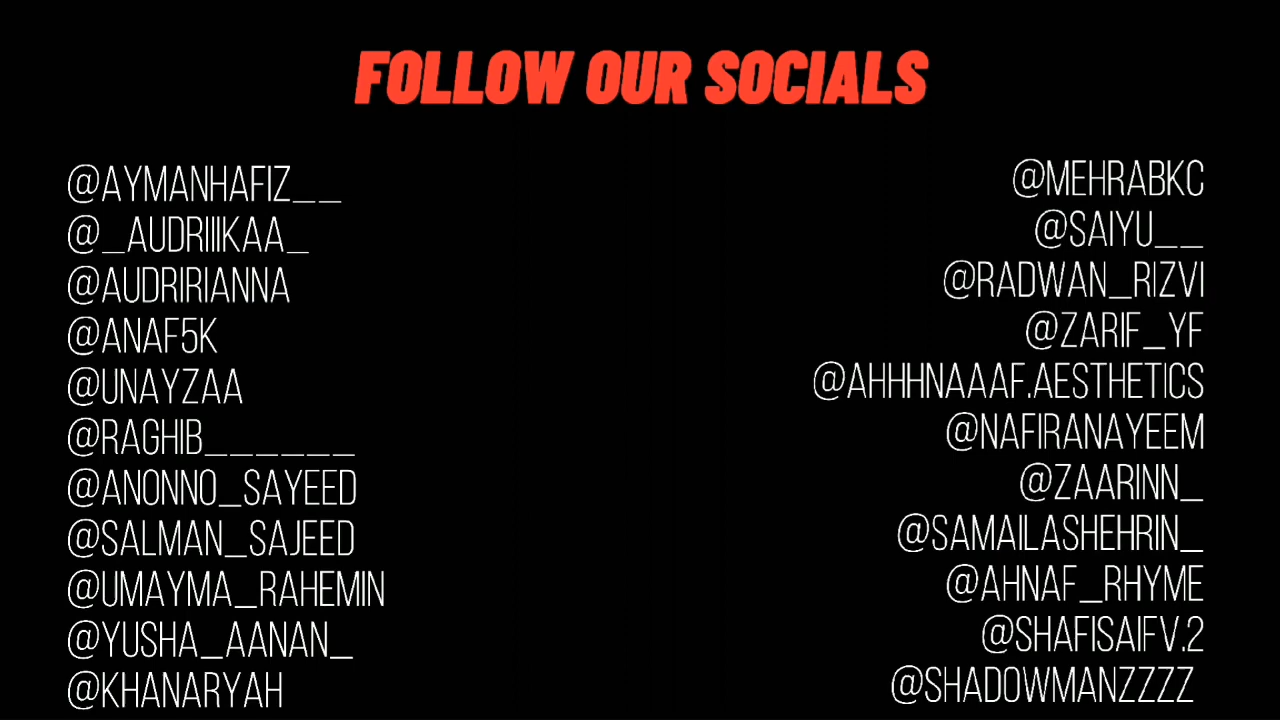 FOLLOW OUR SOCIALS
@AYMANHAFIZ__
@_AUDRIIIKAA_
@AUDRIRIANNA
@ANAF5K
@UNAYZAA
@RAGHIB______
@ANONNO_SAYEED
@SALMAN_SAJEED
@UMAYMA_RAHEMIN
@YUSHA_AANAN_
@KHANARYAH
@MEHRABKC
@SAIYU__
@RADWAN_RIZVI
@ZARIF_YF
@AHHHNAAAF.AESTHETICS
@NAFIRANAYEEM
@ZAARINN_
@SAMAILASHEHRIN_
@AHNAF_RHYME
@SHAFISAIFV.2
@SHADOWMANZZZZ